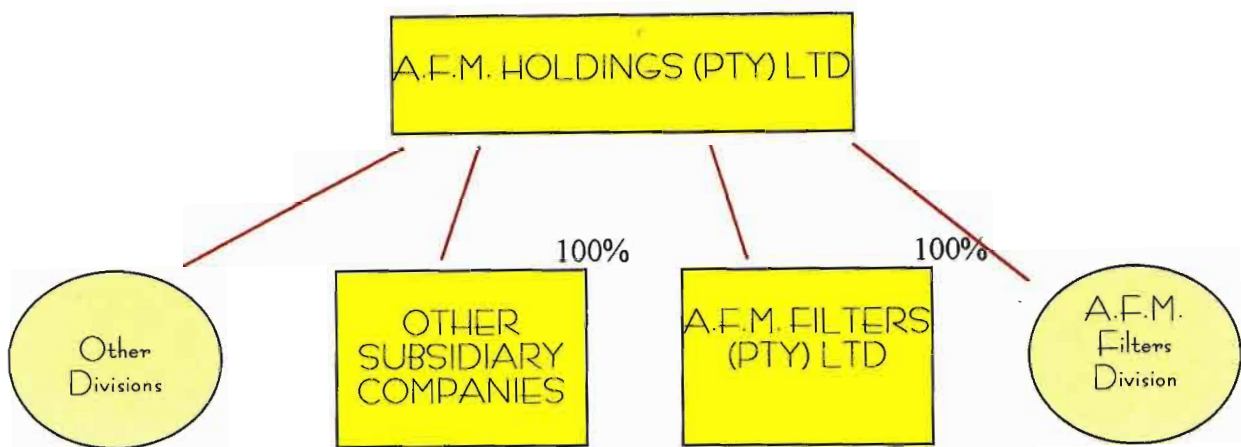 A.F.M. HOLDINGS (PTY) LTD
100%
100%
Other
Divisions
OTHER
SUBSIDIARY
COMPANIES
A.F.M. FILTERS
(PTY) LTD
A.F.M.
Filters
Division